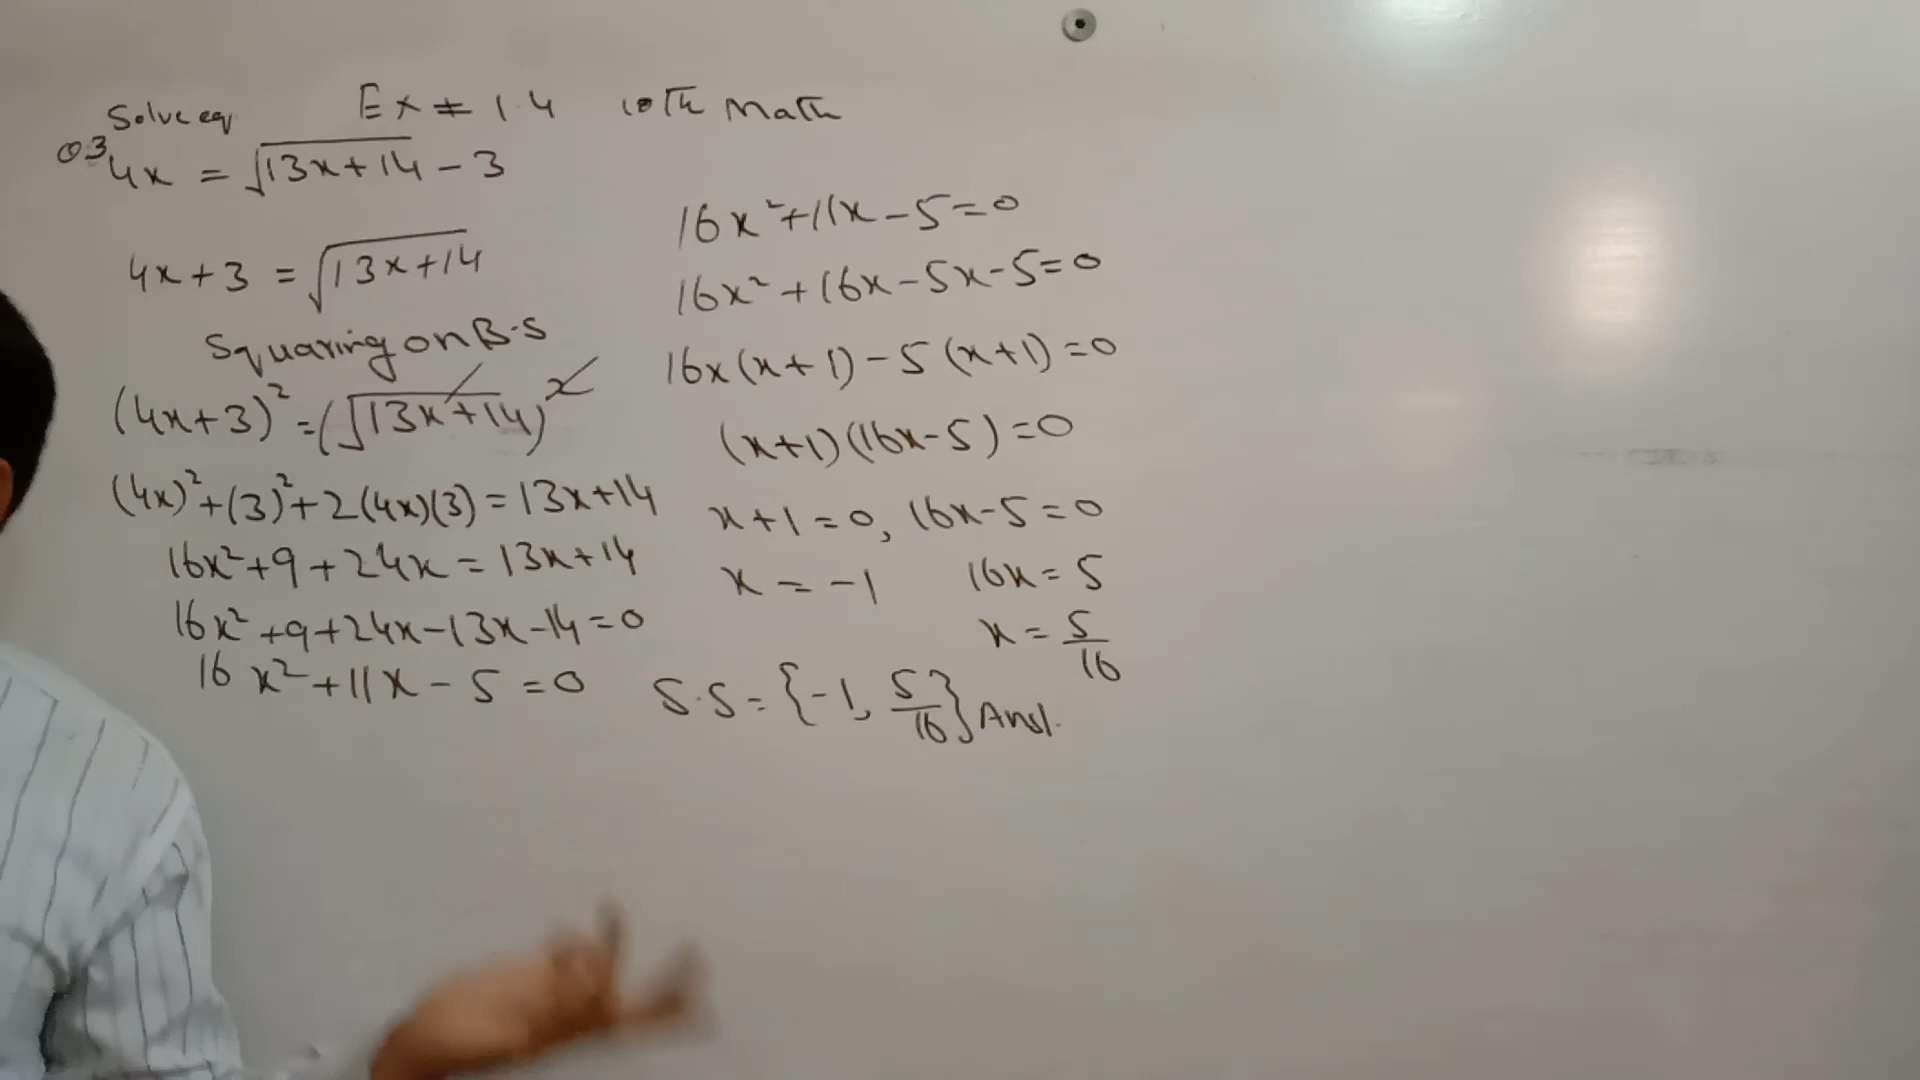 Solve eq Ex # 1.4 10th Math
Q3 4x = √13x+14 - 3
4x+3 = √13x+14
Squaring on B.S
(4x+3)² = (√13x+14)²
(4x)²+(3)²+2(4x)(3) = 13x+14
16x²+9+24x = 13x+14
16x²+9+24x-13x-14=0
16x²+11x-5=0
16x²+11x-5=0
16x²+16x-5x-5=0
16x(x+1)-5(x+1)=0
(x+1)(16x-5)=0
x+1=0, 16x-5=0
x = -1 16x = 5
x = 5/16
S.S = {-1, 5/16} Ans.